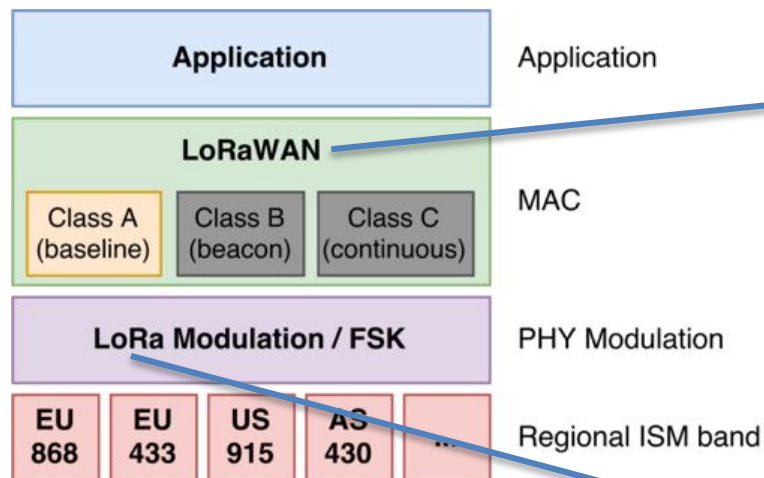 Application
Application
LoRaWAN
MAC
Class A
(baseline)
Class B
(beacon)
Class C
(continuous)
LoRa Modulation / FSK
PHY Modulation
EU
868
EU
433
US
915
AS
430
...
Regional ISM band